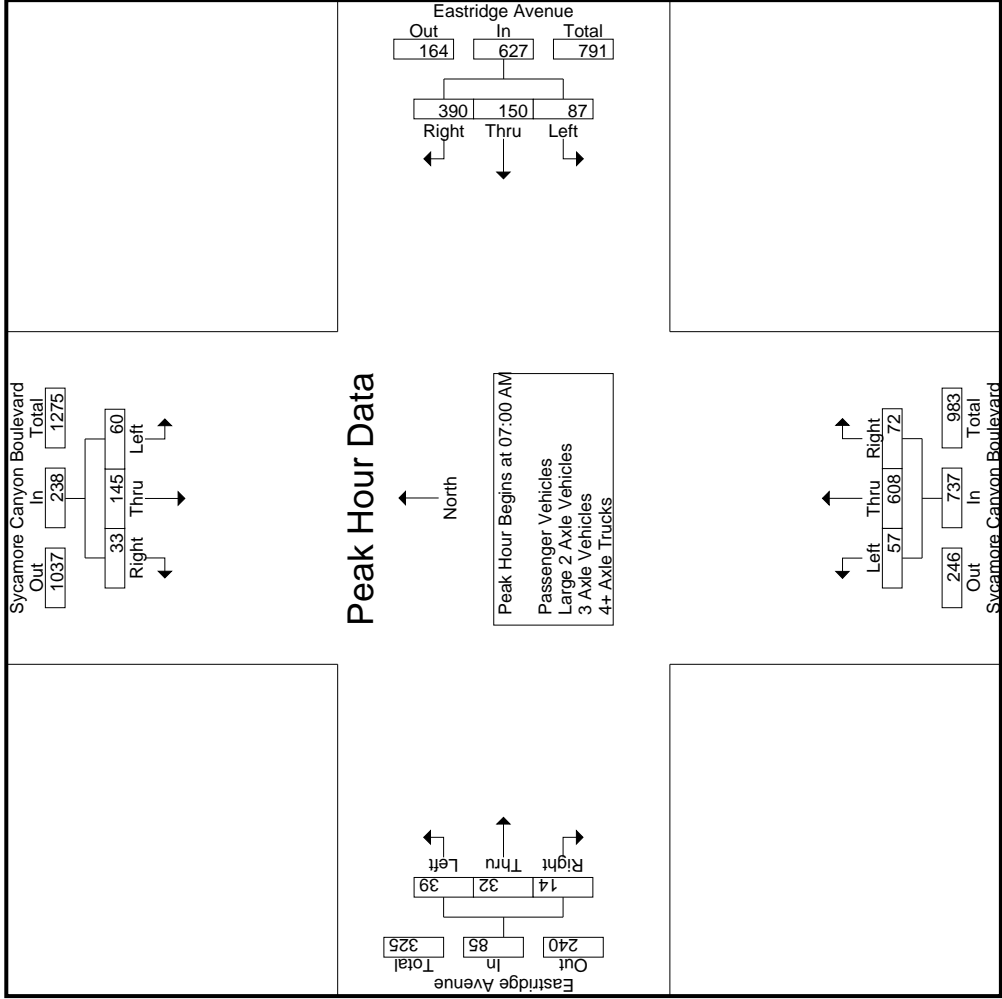 Eastridge Avenue
Out In Total
164 627 791
390 150 87
Right Thru Left
Sycamore Canyon Boulevard
Out In Total
1037 238 1275
33 145 60
Right Thru Left
Peak Hour Data
North
Peak Hour Begins at 07:00 AM
Passenger Vehicles
Large 2 Axle Vehicles
3 Axle Vehicles
4+ Axle Trucks
Left Thru Right
57 608 72
246 737 983
Out In Total
Sycamore Canyon Boulevard
Left Thru Right
39 32 14
325 85 240
Total In Out
Eastridge Avenue